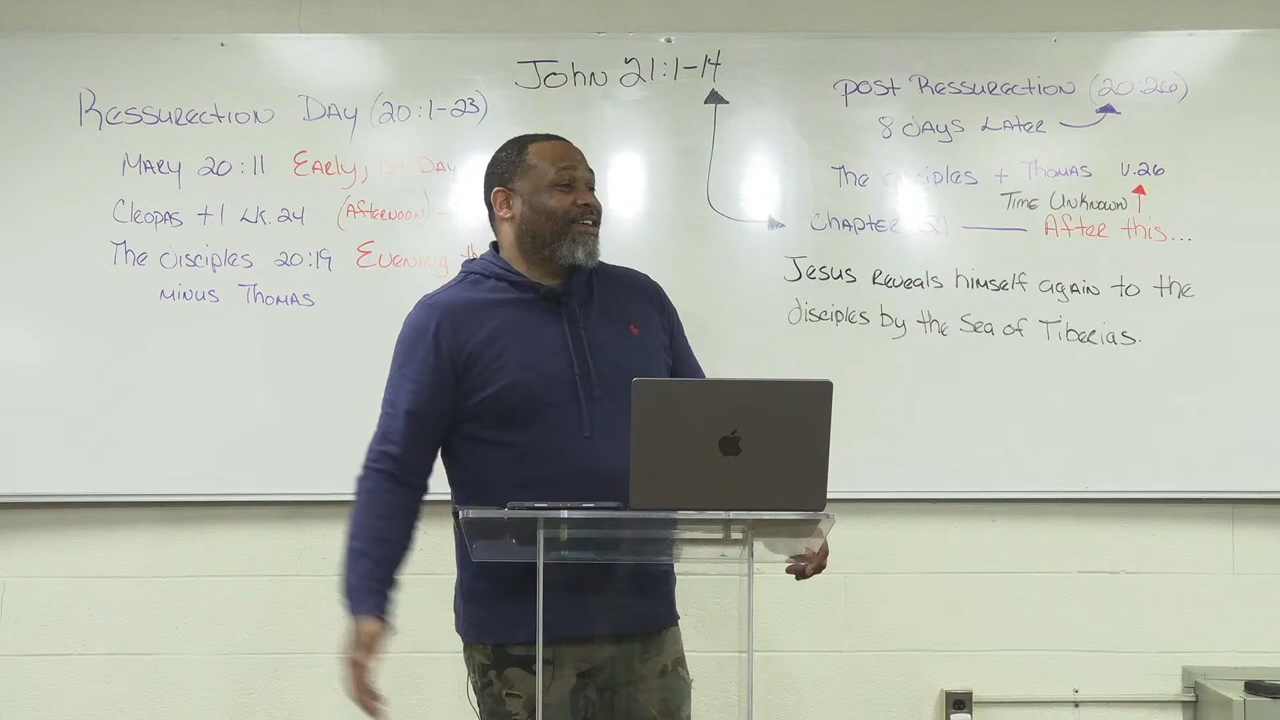 John 21:1-14
Ressurection Day (20:1-23)
Mary 20:11 Early, 1st Day
Cleopas +1 Lk.24 (Afternoon)
The disciples 20:19 Evening
minus Thomas
post Ressurection (20:26)
8 days Later
The disciples + Thomas v.26
Time Unknown
Chapter 21 After this...
Jesus Reveals himself again to the
disciples by the Sea of Tiberias.